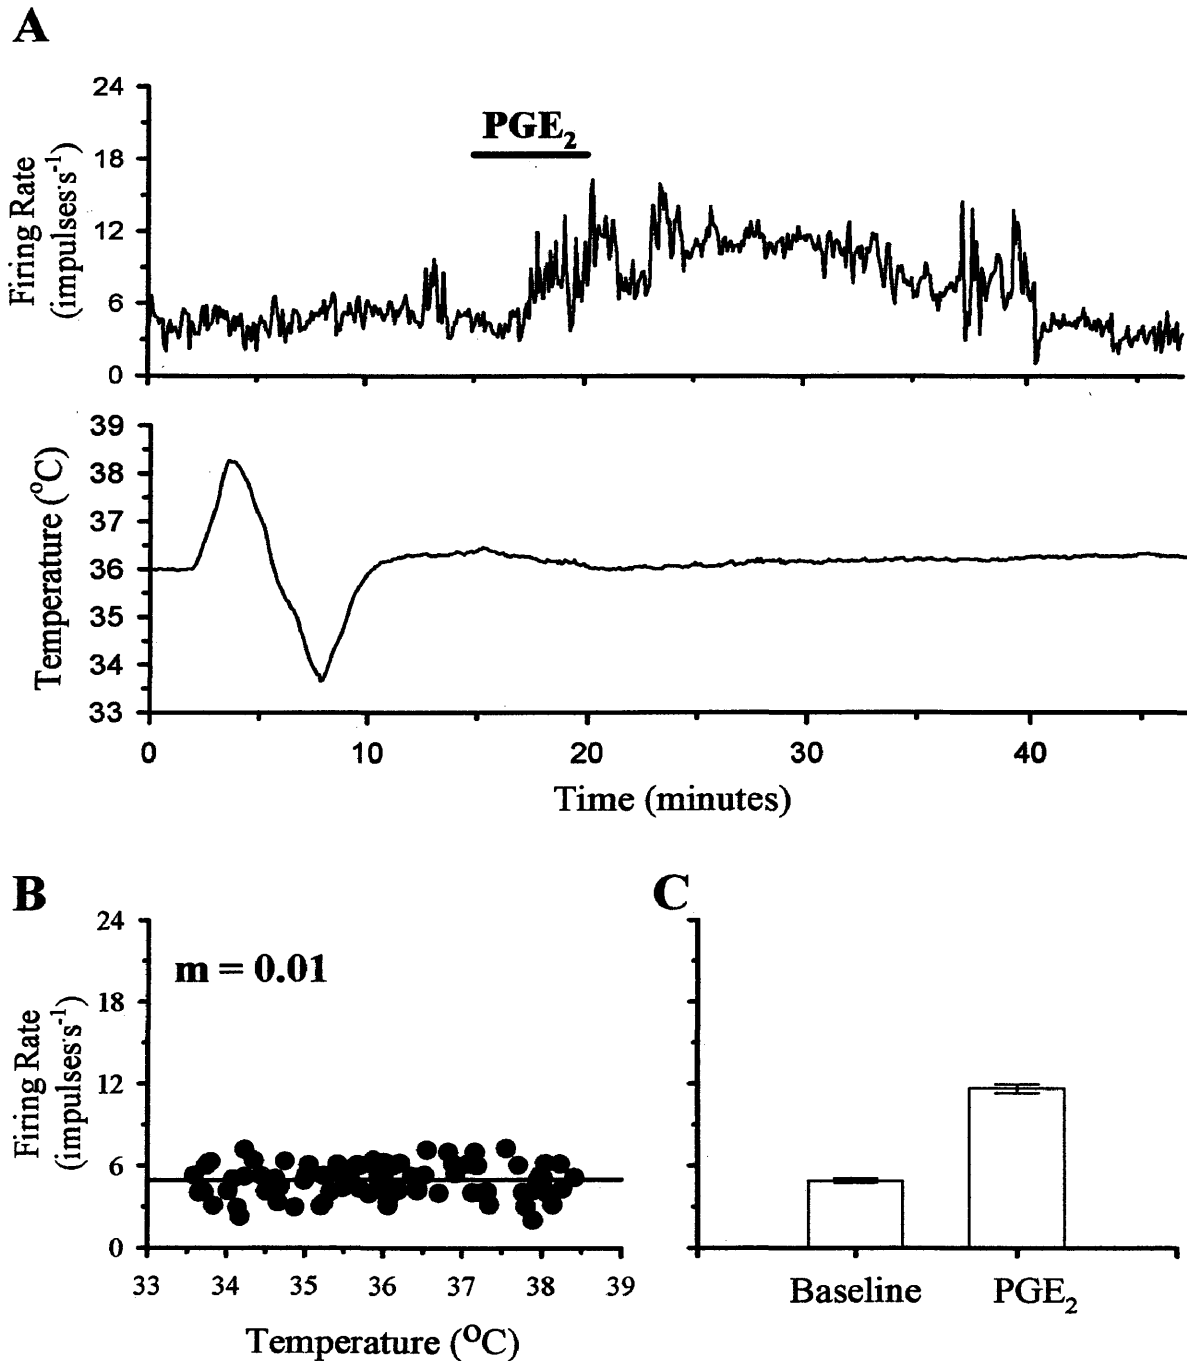 A
24
18
12
6
0
Firing Rate
(impulses·s-1)
PGE2
39
38
37
36
35
34
33
Temperature (oC)
0 10 20 30 40
Time (minutes)
B
24
18
12
6
0
Firing Rate
(impulses·s-1)
m = 0.01
33 34 35 36 37 38 39
Temperature (oC)
C
Baseline PGE2